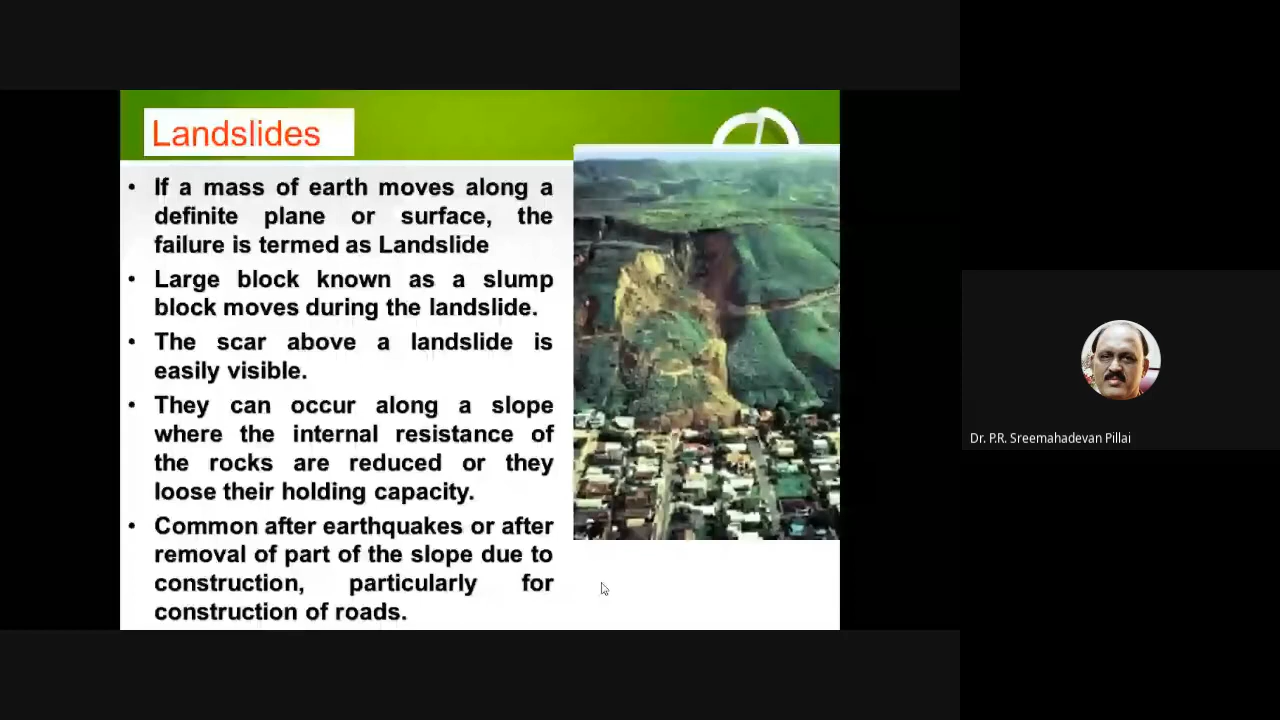 Landslides
• If a mass of earth moves along a
definite plane or surface, the
failure is termed as Landslide
• Large block known as a slump
block moves during the landslide.
• The scar above a landslide is
easily visible.
• They can occur along a slope
where the internal resistance of
the rocks are reduced or they
loose their holding capacity.
• Common after earthquakes or after
removal of part of the slope due to
construction, particularly for
construction of roads.
Dr. P.R. Sreemahadevan Pillai